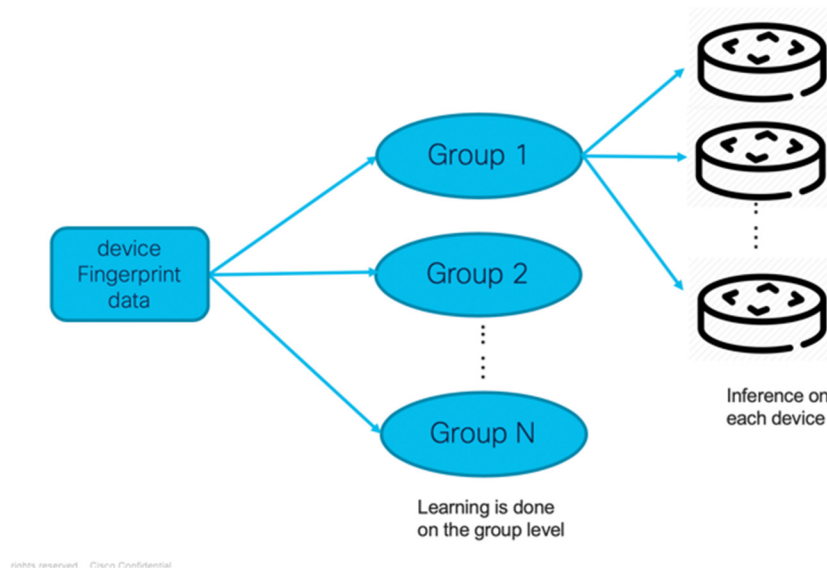 device
Fingerprint
data
Group 1
Group 2
Group N
Learning is done
on the group level
Inference on
each device
rights reserved Cisco Confidential